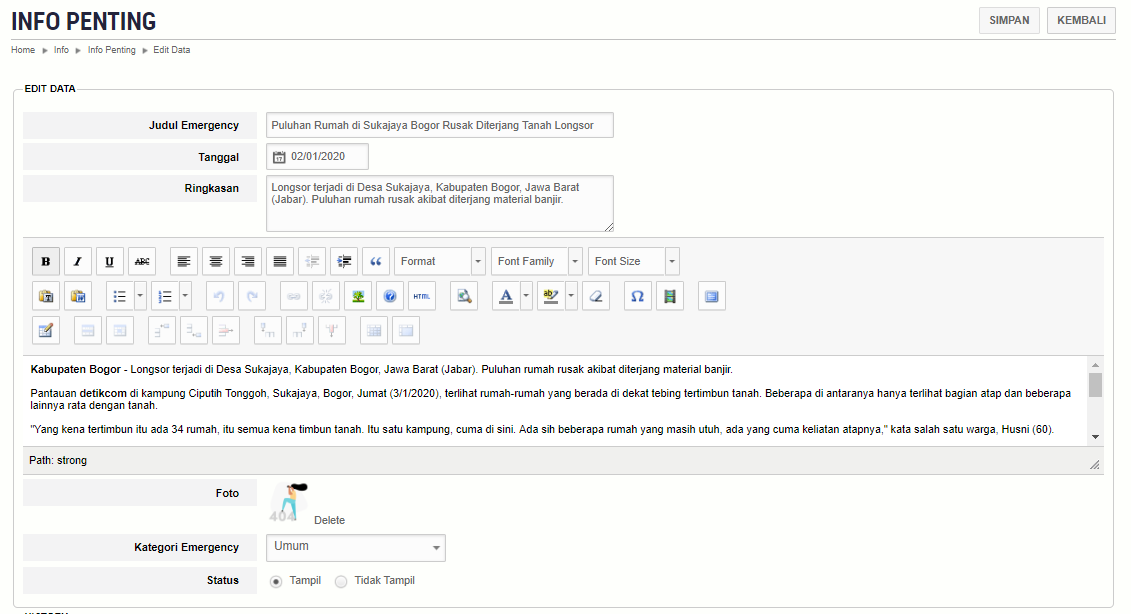 INFO PENTING
SIMPAN KEMBALI
Home Info Info Penting Edit Data
EDIT DATA
Judul Emergency Puluhan Rumah di Sukajaya Bogor Rusak Diterjang Tanah Longsor
Tanggal 02/01/2020
Ringkasan Longsor terjadi di Desa Sukajaya, Kabupaten Bogor, Jawa Barat
(Jabar). Puluhan rumah rusak akibat diterjang material banjir.
B I U ABC Format Font Family Font Size
HTML A ab Ω
Kabupaten Bogor - Longsor terjadi di Desa Sukajaya, Kabupaten Bogor, Jawa Barat (Jabar). Puluhan rumah rusak akibat diterjang material banjir.
Pantauan detikcom di kampung Ciputih Tonggoh, Sukajaya, Bogor, Jumat (3/1/2020), terlihat rumah-rumah yang berada di dekat tebing tertimbun tanah. Beberapa di antaranya hanya terlihat bagian atap dan beberapa
lainnya rata dengan tanah.
"Yang kena tertimbun itu ada 34 rumah, itu semua kena timbun tanah. Itu satu kampung, cuma di sini. Ada sih beberapa rumah yang masih utuh, ada yang cuma keliatan atapnya," kata salah satu warga, Husni (60).
Path: strong
Foto 404 Delete
Kategori Emergency Umum
Status Tampil Tidak Tampil